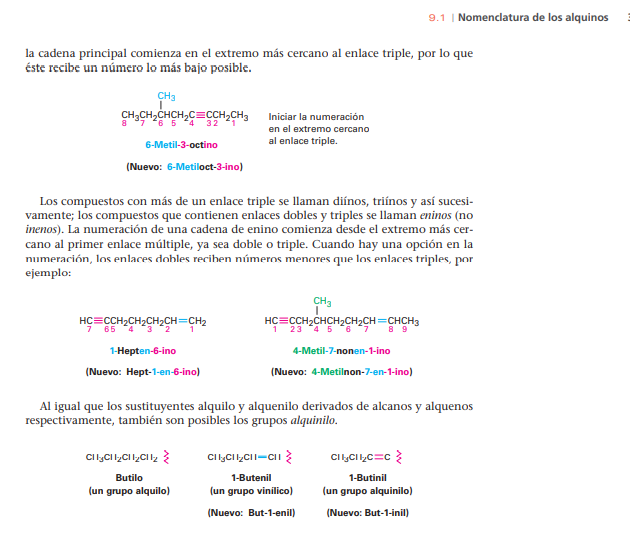 9.1 | Nomenclatura de los alquinos
la cadena principal comienza en el extremo más cercano al enlace triple, por lo que
éste recibe un número lo más bajo posible.
CH3
CH3CH2CHCH2C≡CCH2CH3
8 7 6 5 4 3 2 1
Iniciar la numeración
en el extremo cercano
al enlace triple.
6-Metil-3-octino
(Nuevo: 6-Metiloct-3-ino)
Los compuestos con más de un enlace triple se llaman diínos, triínos y así sucesi-
vamente; los compuestos que contienen enlaces dobles y triples se llaman eninos (no
inenos). La numeración de una cadena de enino comienza desde el extremo más cer-
cano al primer enlace múltiple, ya sea doble o triple. Cuando hay una opción en la
numeración, los enlaces dobles reciben números menores que los enlaces triples, por
ejemplo:
HC≡CCH2CH2CH2CH=CH2
7 6 5 4 3 2 1
1-Hepten-6-ino
(Nuevo: Hept-1-en-6-ino)
CH3
HC≡CCH2CHCH2CH2CH=CHCH3
1 2 3 4 5 6 7 8 9
4-Metil-7-nonen-1-ino
(Nuevo: 4-Metilnon-7-en-1-ino)
Al igual que los sustituyentes alquilo y alquenilo derivados de alcanos y alquenos
respectivamente, también son posibles los grupos alquinilo.
CH3CH2CH2CH2
Butilo
(un grupo alquilo)
CH3CH2CH=CH
1-Butenil
(un grupo vinílico)
(Nuevo: But-1-enil)
CH3CH2C≡C
1-Butinil
(un grupo alquinilo)
(Nuevo: But-1-inil)